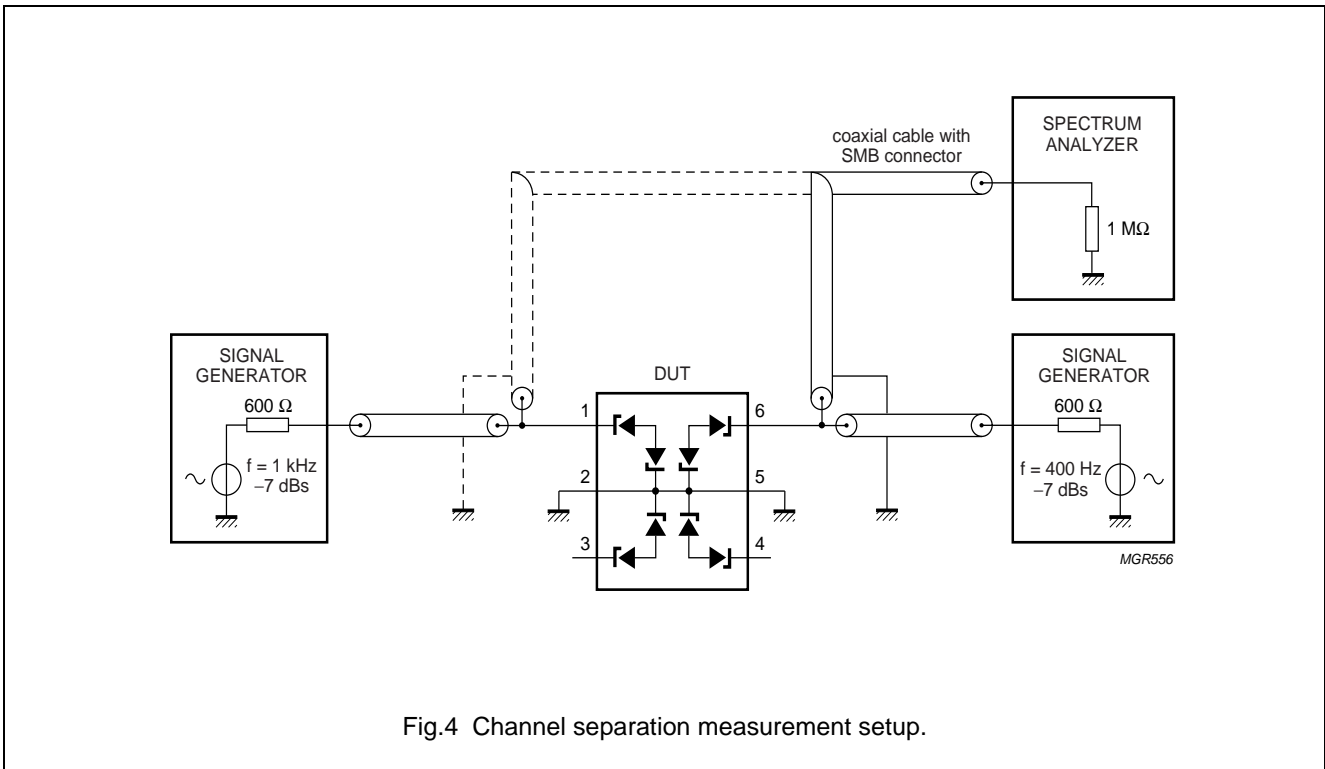 coaxial cable with
SMB connector
SPECTRUM
ANALYZER
1 MΩ
SIGNAL
GENERATOR
600 Ω
f = 1 kHz
−7 dBs
DUT
1
2
3
6
5
4
SIGNAL
GENERATOR
600 Ω
f = 400 Hz
−7 dBs
MGR556
Fig.4 Channel separation measurement setup.